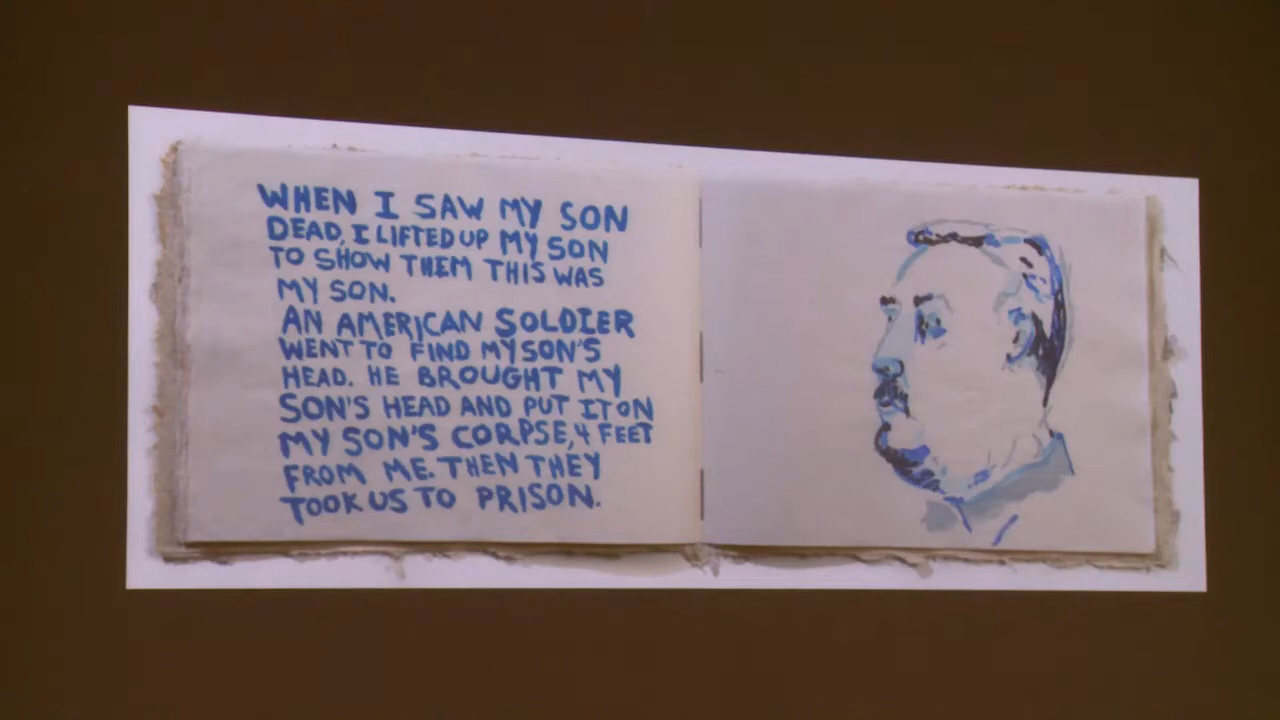 WHEN I SAW MY SON
DEAD, I LIFTED UP MY SON
TO SHOW THEM THIS WAS
MY SON.
AN AMERICAN SOLDIER
WENT TO FIND MY SON'S
HEAD. HE BROUGHT MY
SON'S HEAD AND PUT IT ON
MY SON'S CORPSE, 4 FEET
FROM ME. THEN THEY
TOOK US TO PRISON.